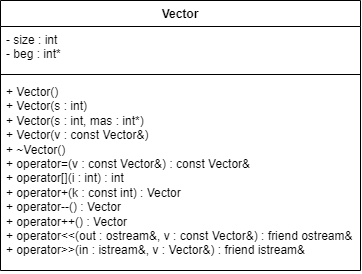 Vector
- size : int
- beg : int*
+ Vector()
+ Vector(s : int)
+ Vector(s : int, mas : int*)
+ Vector(v : const Vector&)
+ ~Vector()
+ operator=(v : const Vector&) : const Vector&
+ operator[](i : int) : int
+ operator+(k : const int) : Vector
+ operator--() : Vector
+ operator++() : Vector
+ operator<<(out : ostream&, v : const Vector&) : friend ostream&
+ operator>>(in : istream&, v : Vector&) : friend istream&